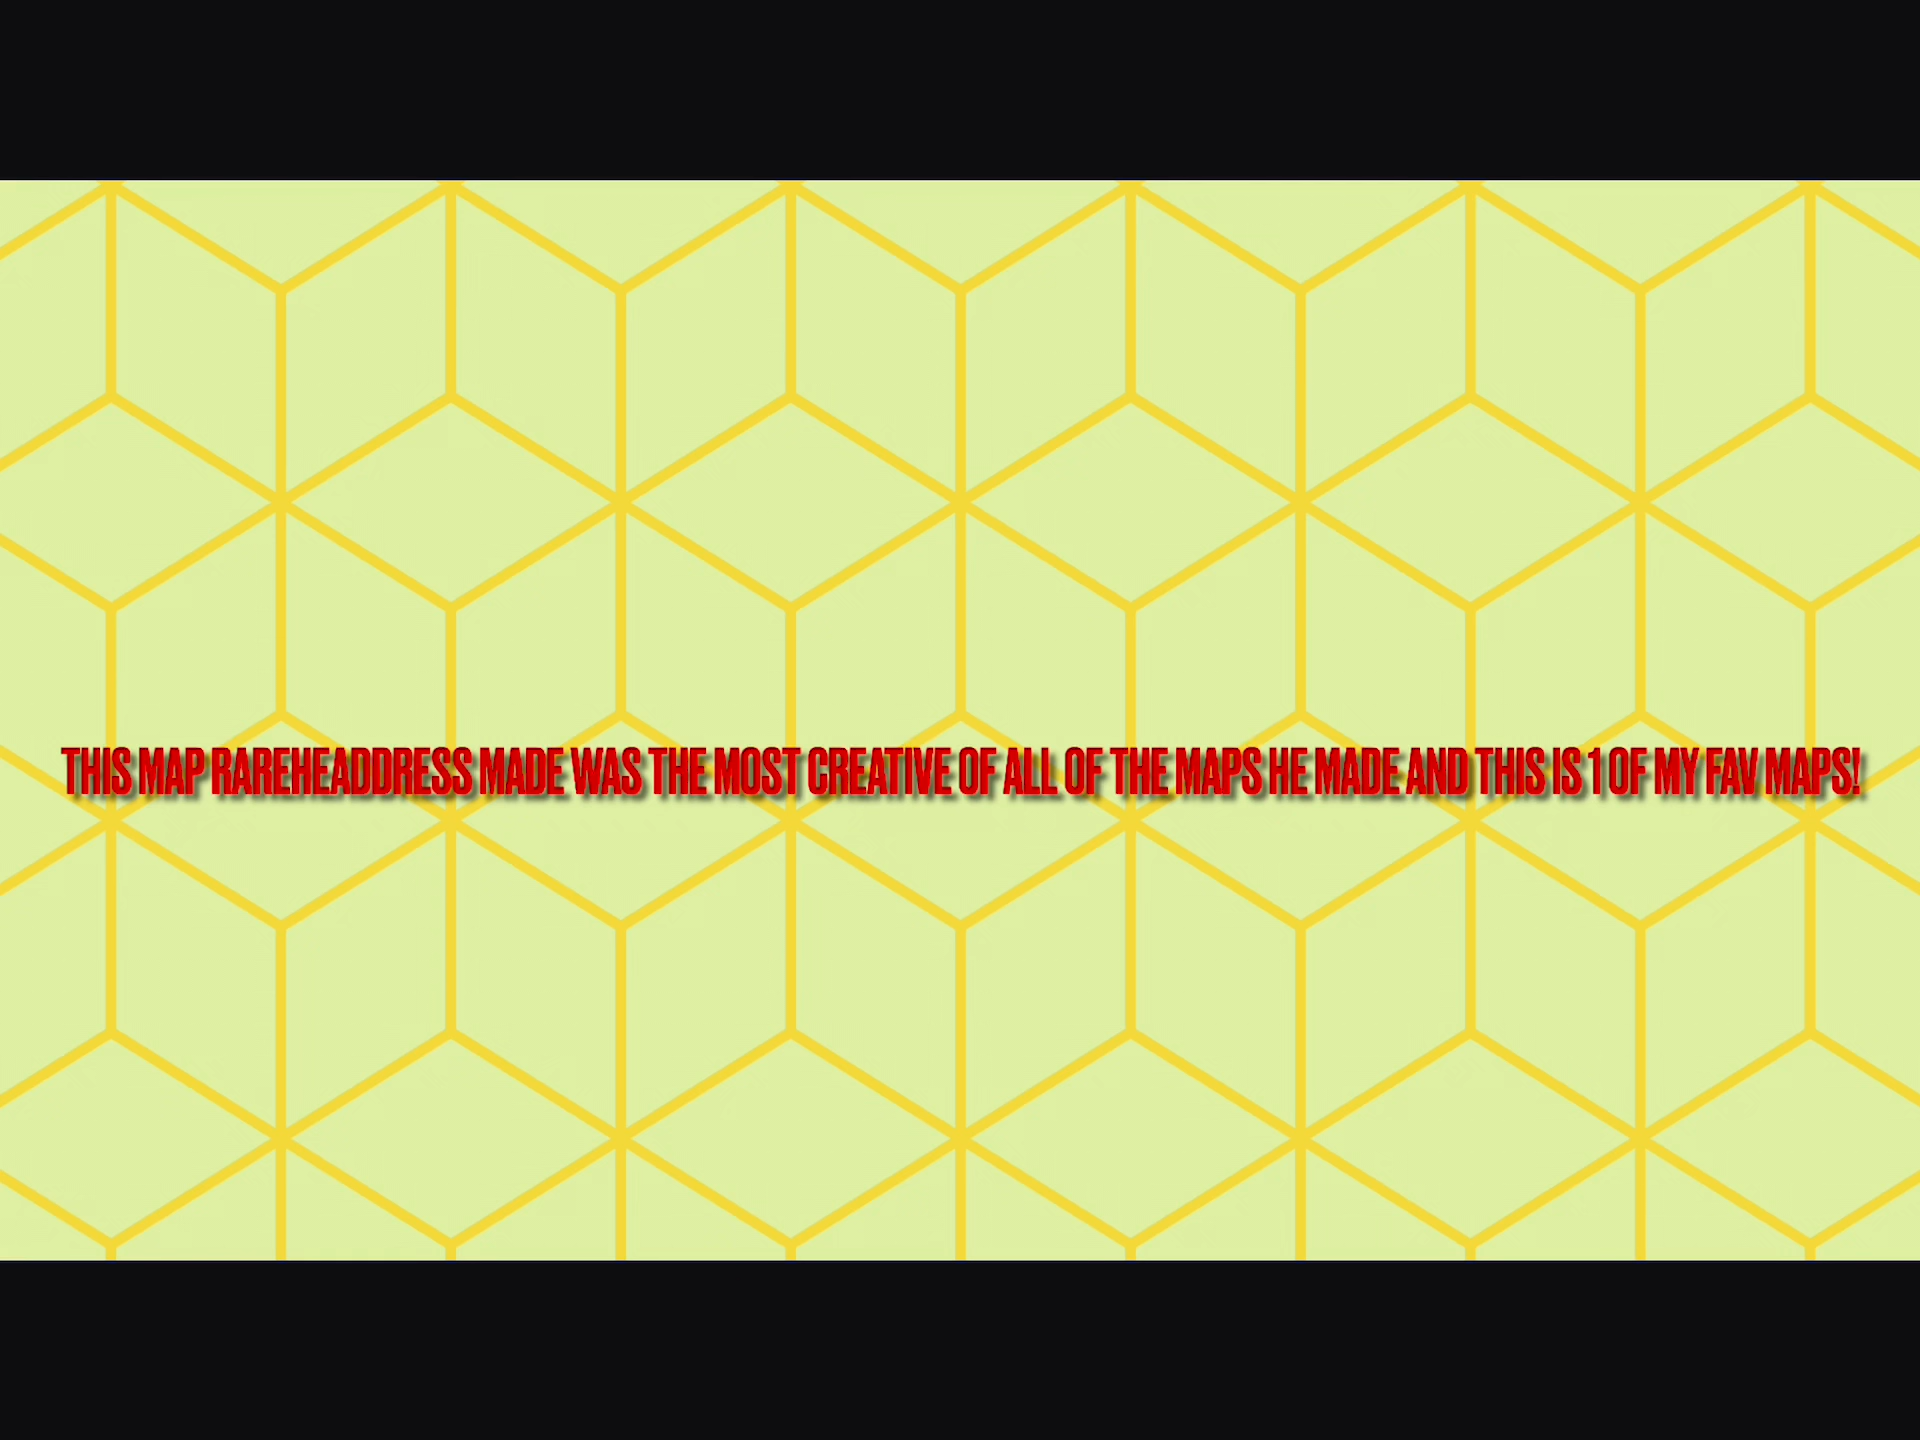 THIS MAP RAREHEADDRESS MADE WAS THE MOST CREATIVE OF ALL OF THE MAPS HE MADE AND THIS IS 1 OF MY FAV MAPS!